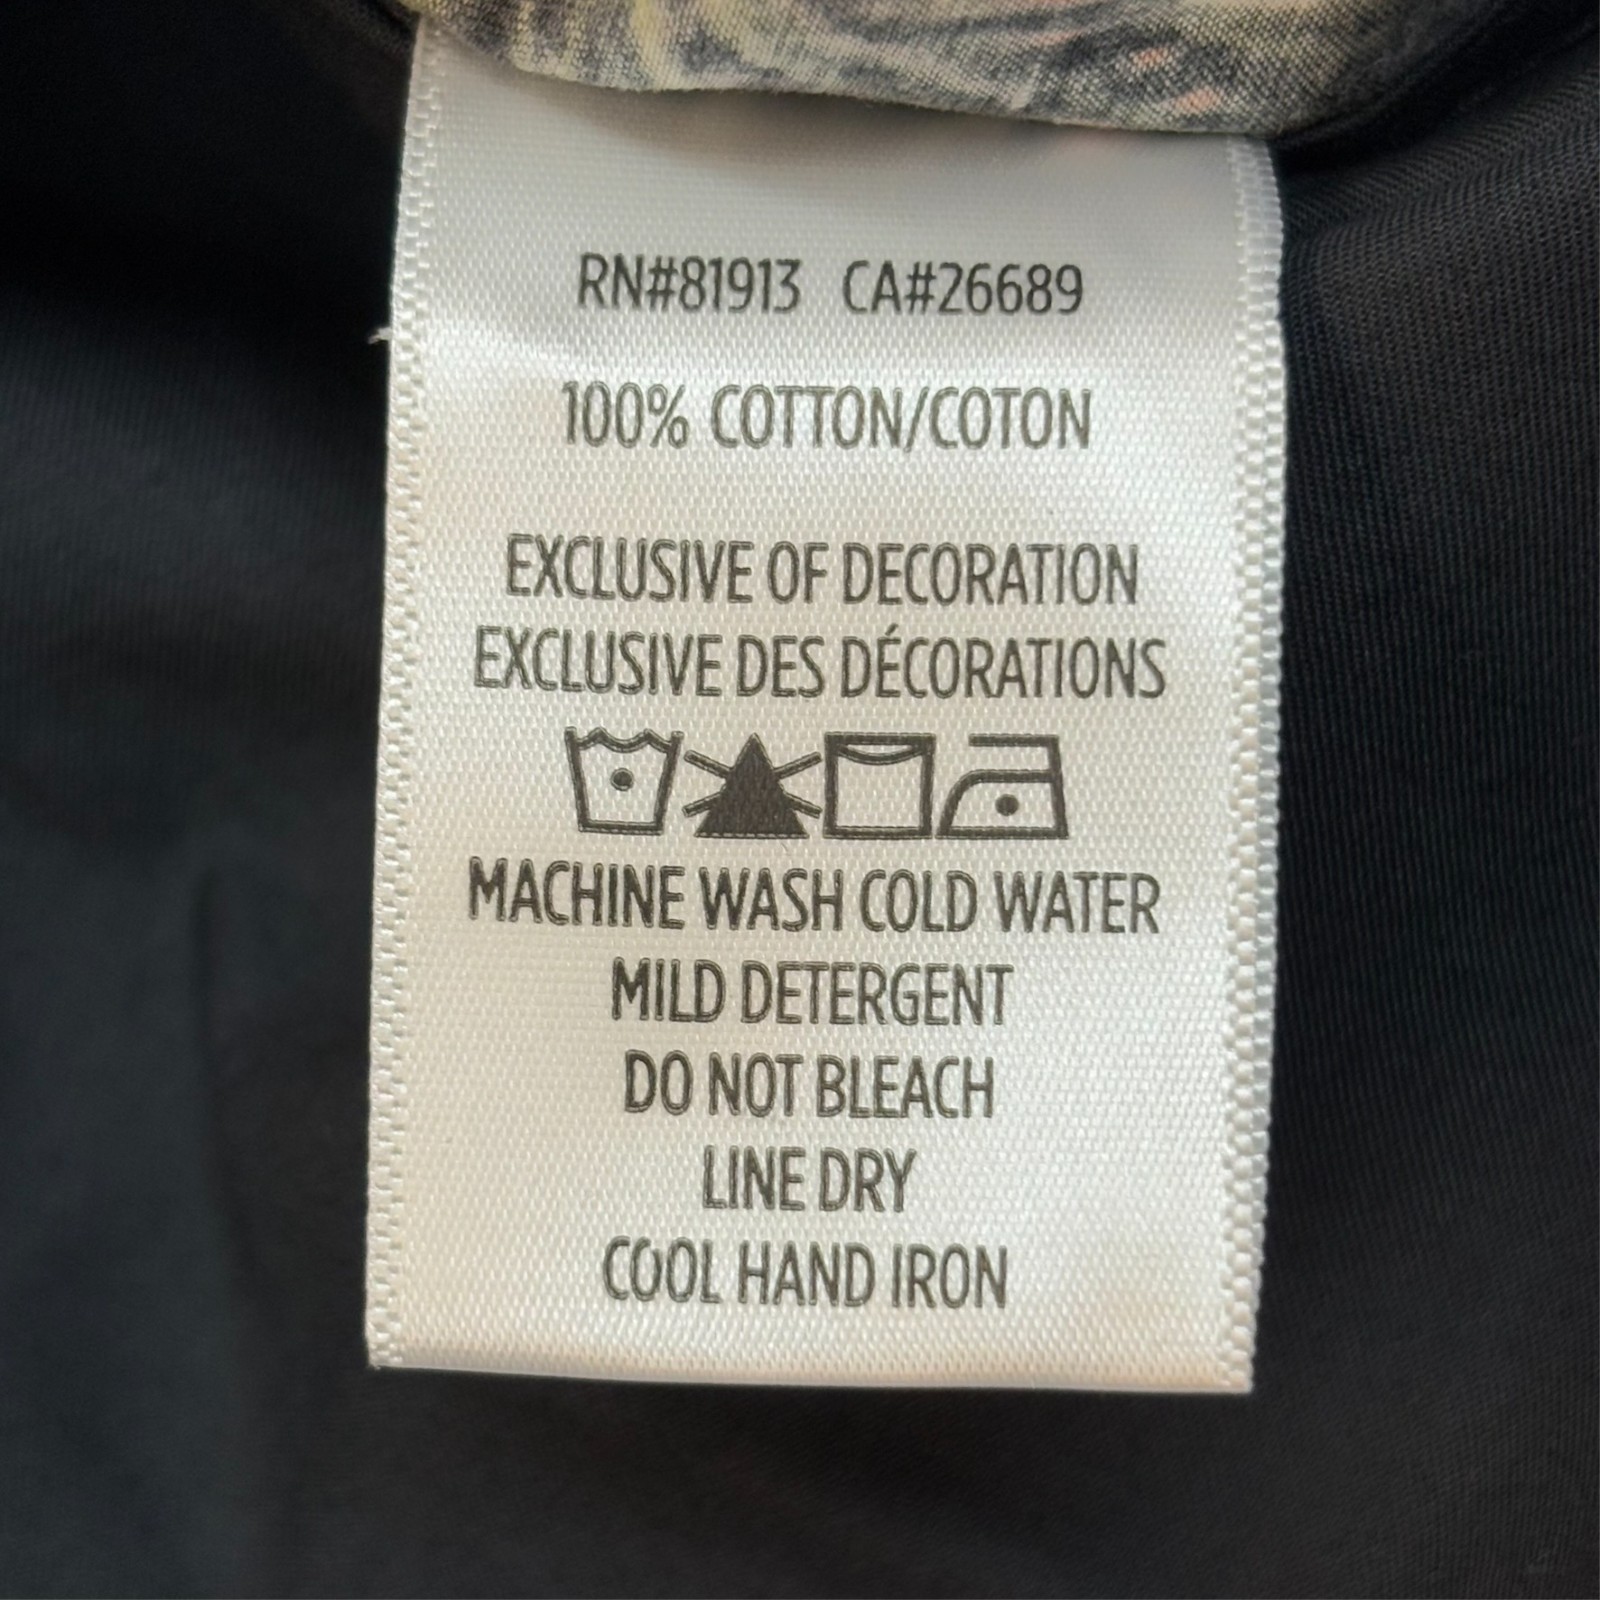 RN#81913 CA#26689
100% COTTON/COTON
EXCLUSIVE OF DECORATION
EXCLUSIVE DES DÉCORATIONS
MACHINE WASH COLD WATER
MILD DETERGENT
DO NOT BLEACH
LINE DRY
COOL HAND IRON